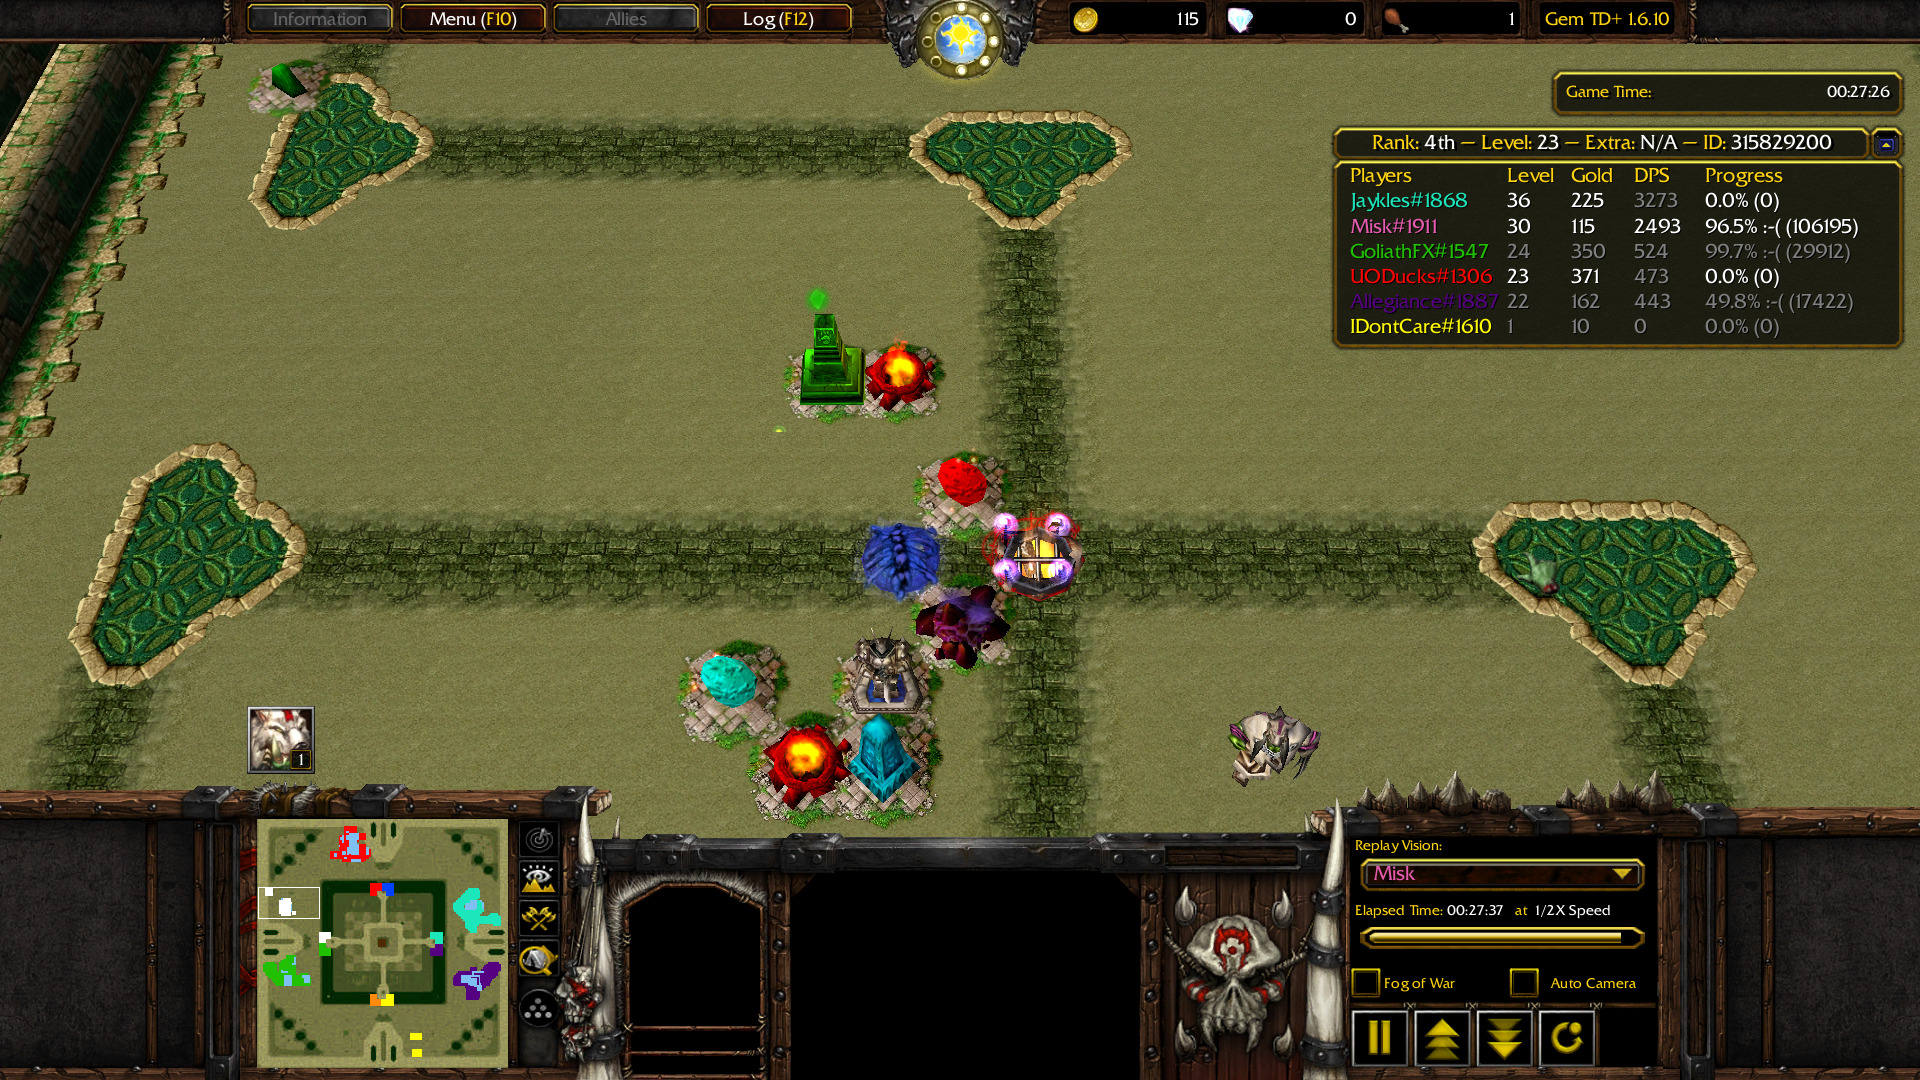 Information Menu (F10) Allies Log (F12) 115 0 1 Gem TD+ 1.6.10
Game Time: 00:27:26
Rank: 4th — Level: 23 — Extra: N/A — ID: 315829200
Players Level Gold DPS Progress
Jaykles#1868 36 225 3273 0.0% (0)
Misk#1911 30 115 2493 96.5% :-( (106195)
GoliathFX#1547 24 350 524 99.7% :-( (29912)
UODucks#1306 23 371 473 0.0% (0)
Allegiance#1887 22 162 443 49.8% :-( (17422)
IDontCare#1610 1 10 0 0.0% (0)
1
Replay Vision:
Misk
Elapsed Time: 00:27:37 at 1/2X Speed
Fog of War Auto Camera